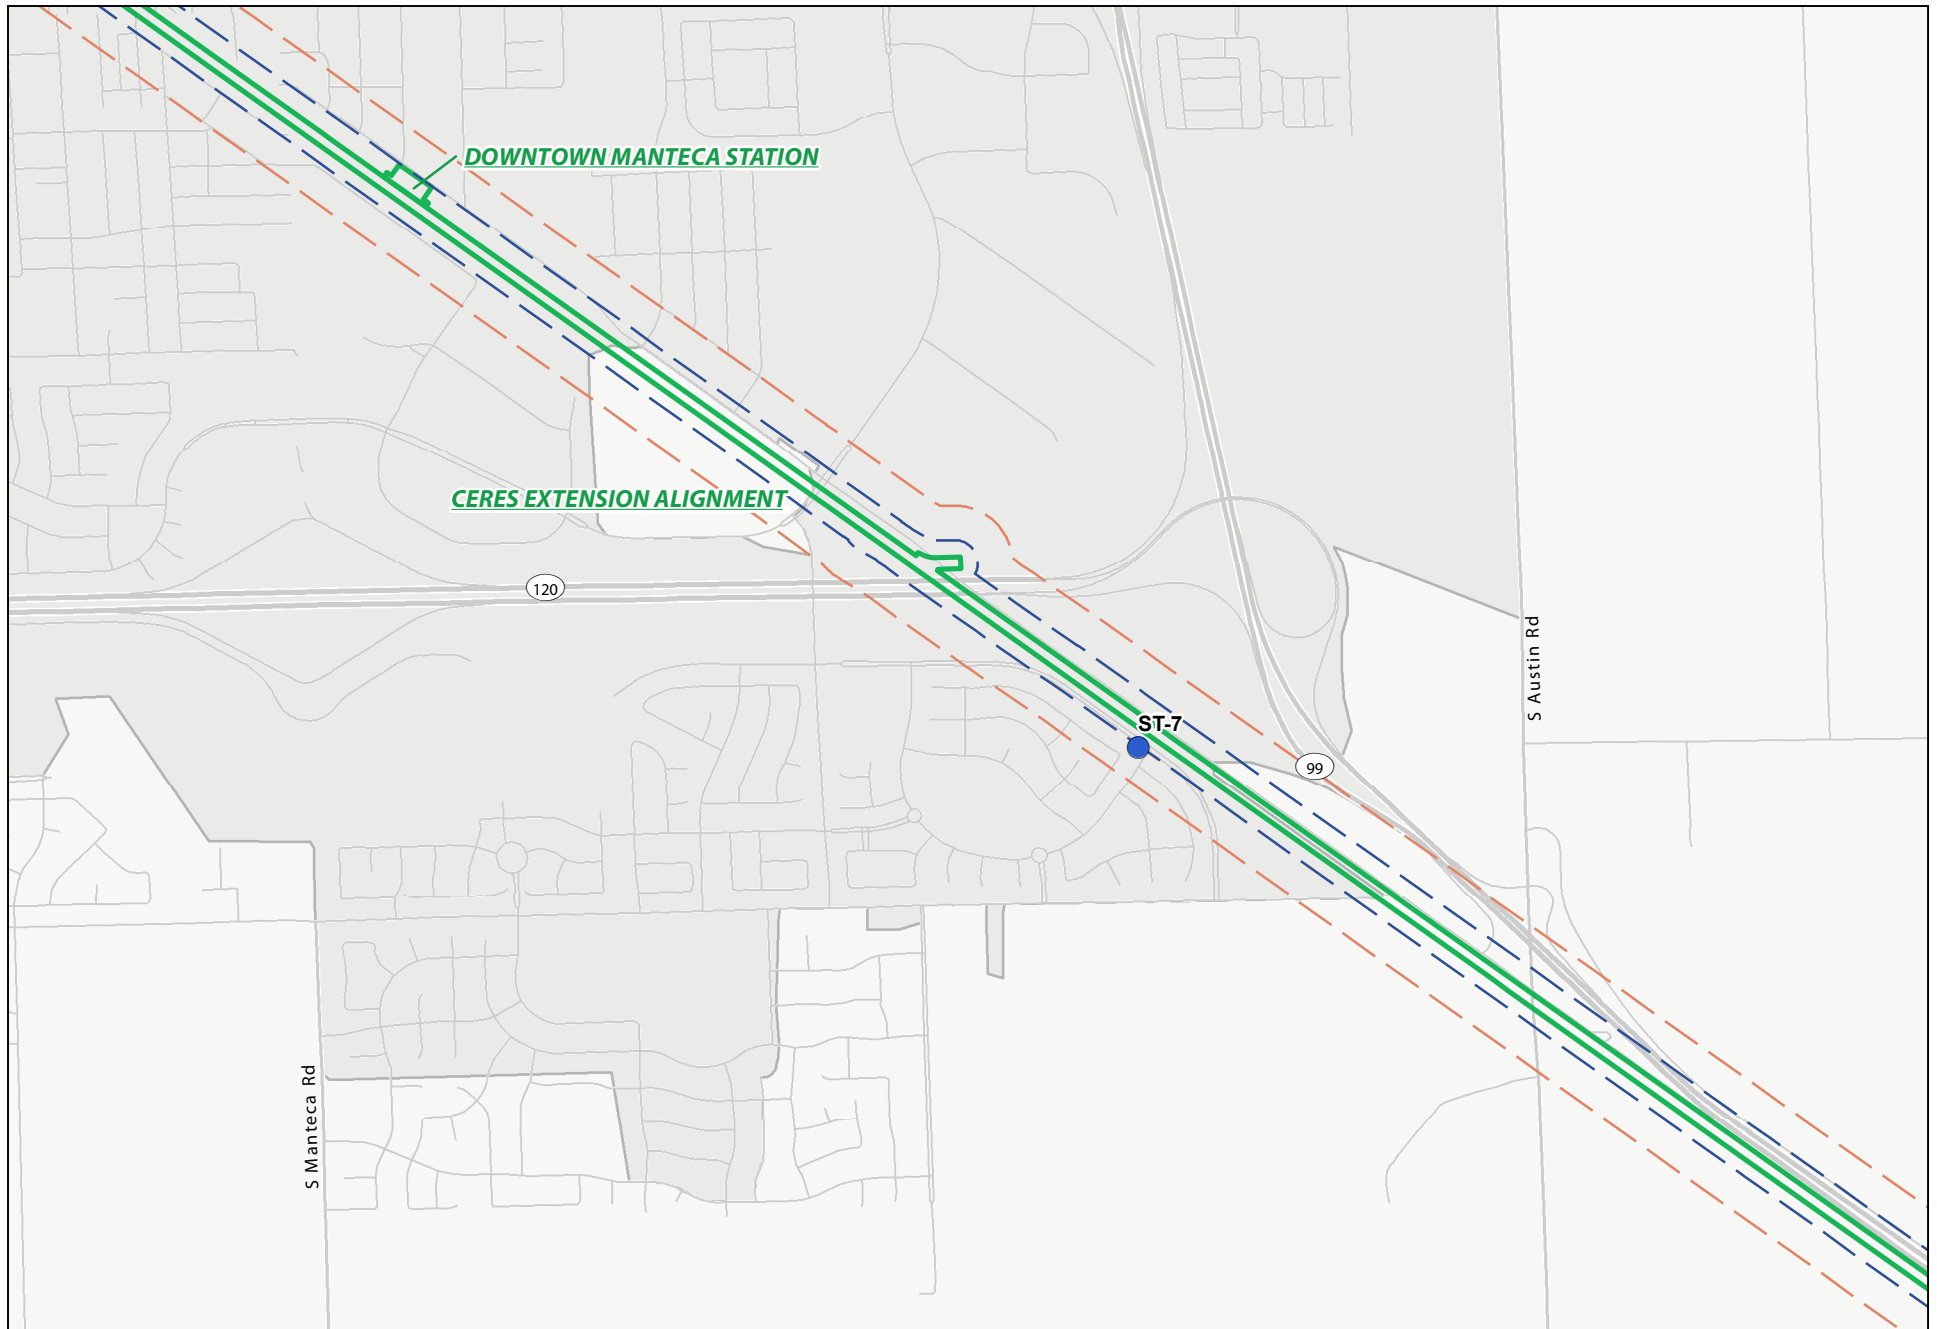 DOWNTOWN MANTECA STATION
CERES EXTENSION ALIGNMENT
120
S Austin Rd
ST-7
99
S Manteca Rd